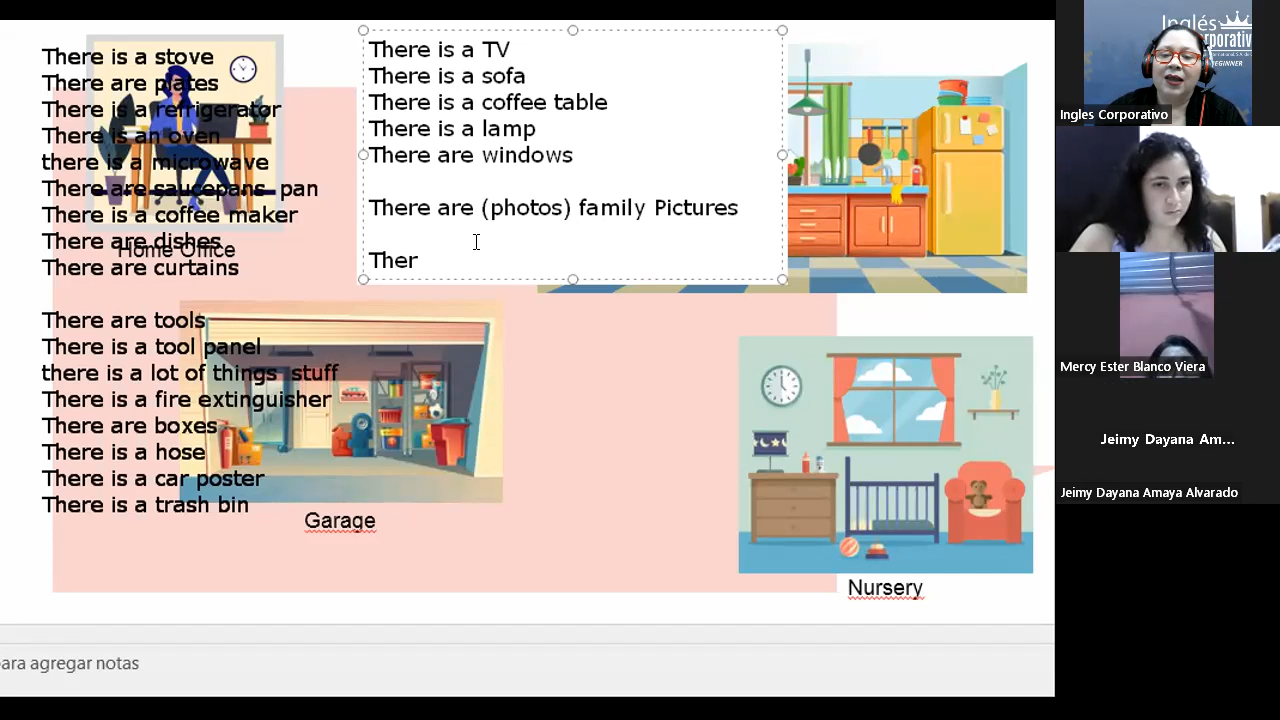 There is a stove
There are plates
There is a refrigerator
There is an oven
there is a microwave
There are saucepans  pan
There is a coffee maker
There are dishes
There are curtains
Home Office
There are tools
There is a tool panel
there is a lot of things  stuff
There is a fire extinguisher
There are boxes
There is a hose
There is a car poster
There is a trash bin
Garage
There is a TV
There is a sofa
There is a coffee table
There is a lamp
There are windows
There are (photos) family Pictures
Ther
Nursery
para agregar notas
Inglés
BEGINNER
Ingles Corporativo
Mercy Ester Blanco Viera
Jeimy Dayana Am...
Jeimy Dayana Amaya Alvarado